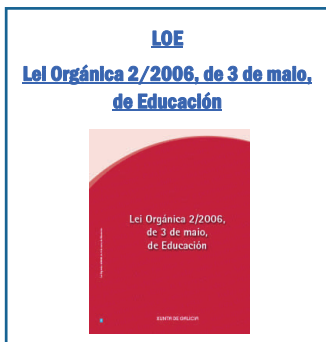 LOE
Lei Orgánica 2/2006, de 3 de maio,
de Educación
Lei Orgánica 2/2006,
de 3 de maio,
de Educación
XUNTA DE GALICIA